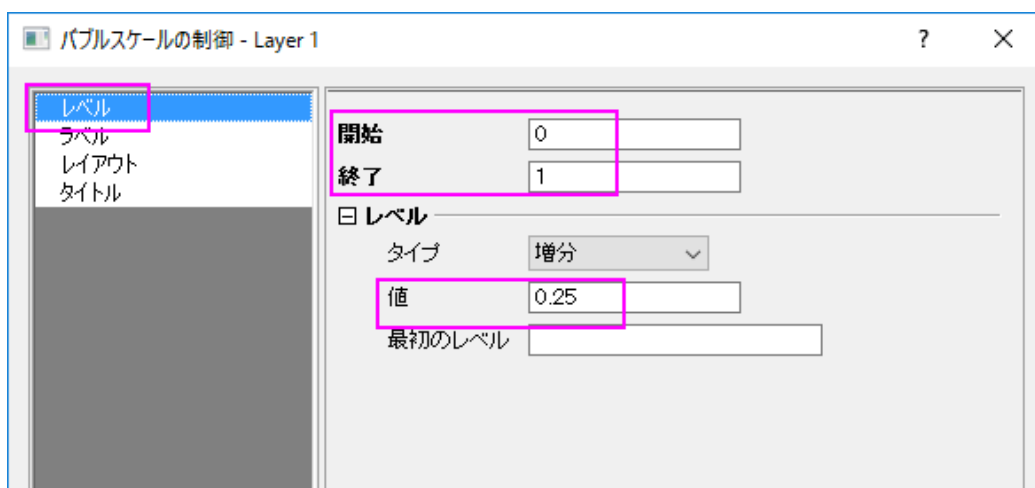 バブルスケールの制御 - Layer 1 ? ×
レベル
ラベル
レイアウト
タイトル
開始 0
終了 1
レベル
タイプ 増分
値 0.25
最初のレベル